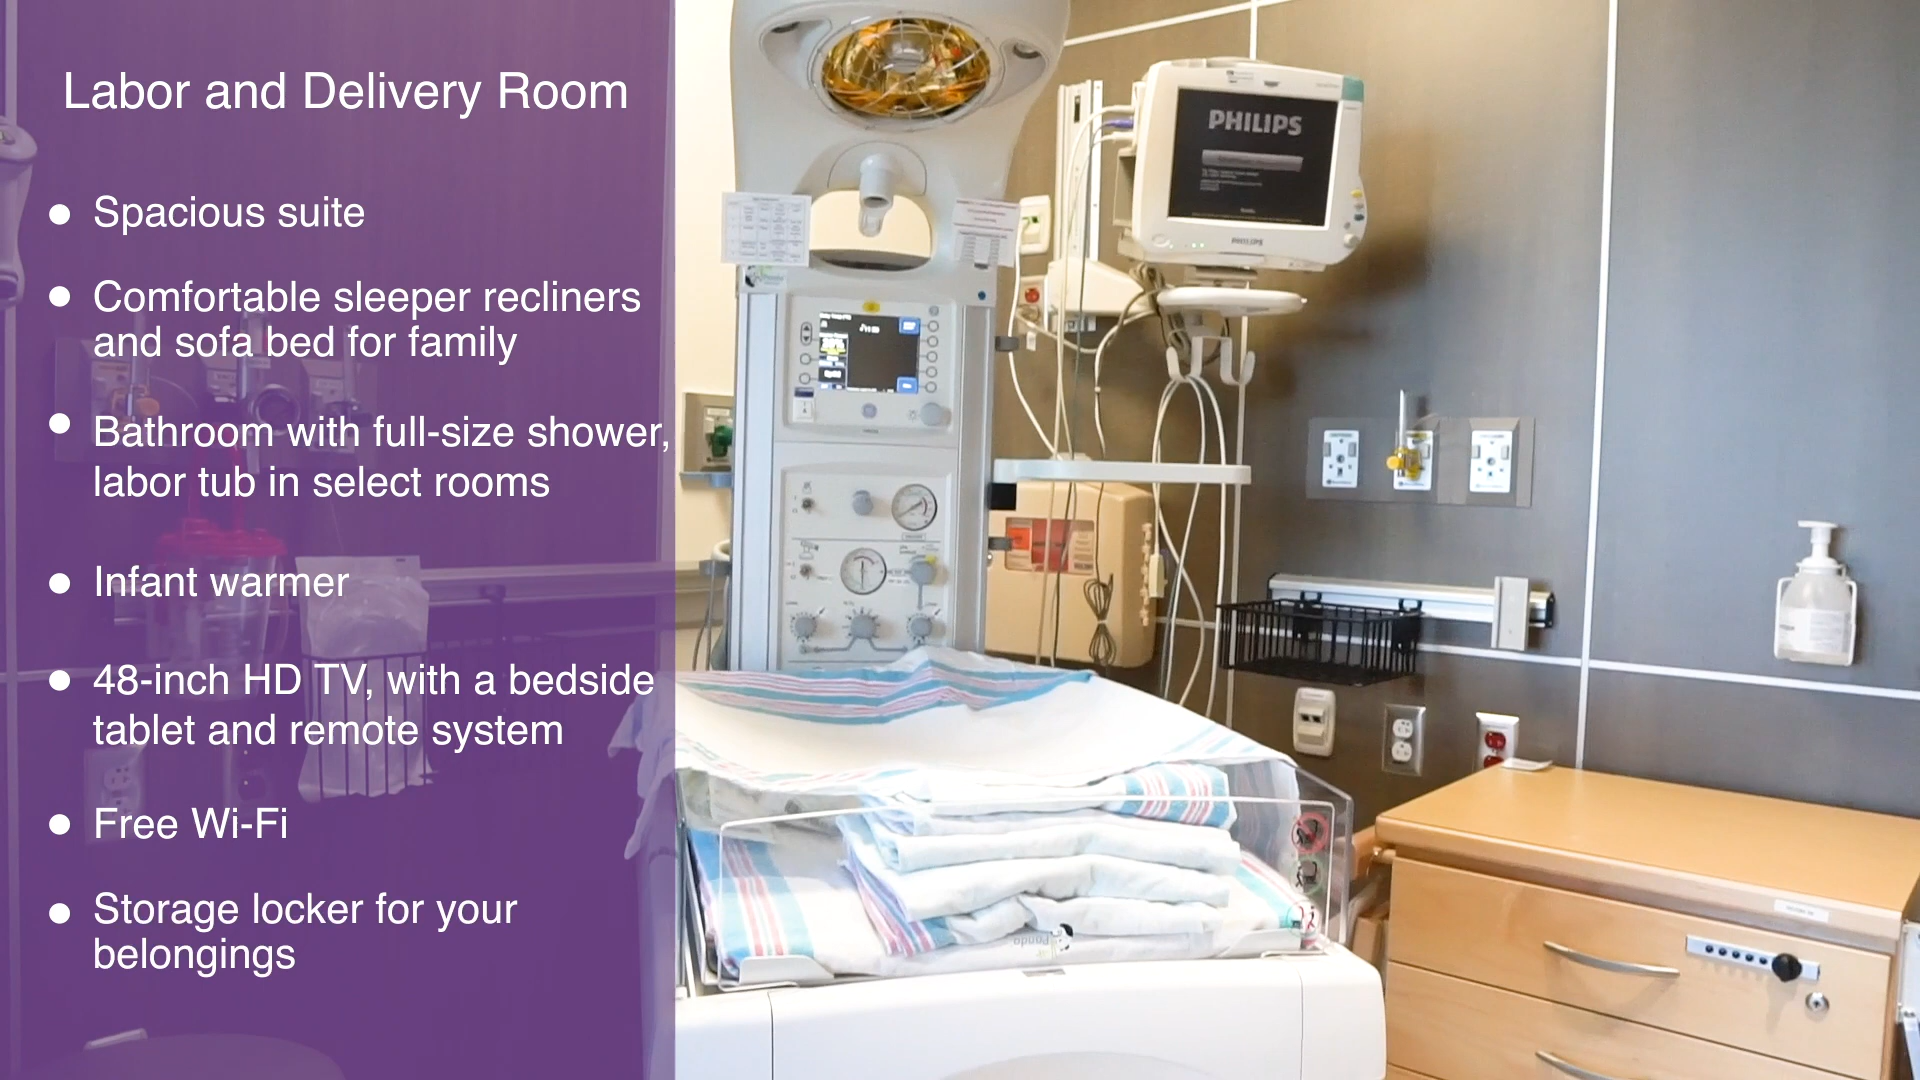 Labor and Delivery Room
Spacious suite
Comfortable sleeper recliners
and sofa bed for family
Bathroom with full-size shower,
labor tub in select rooms
Infant warmer
48-inch HD TV, with a bedside
tablet and remote system
Free Wi-Fi
Storage locker for your
belongings
PHILIPS
PHILIPS
Panda